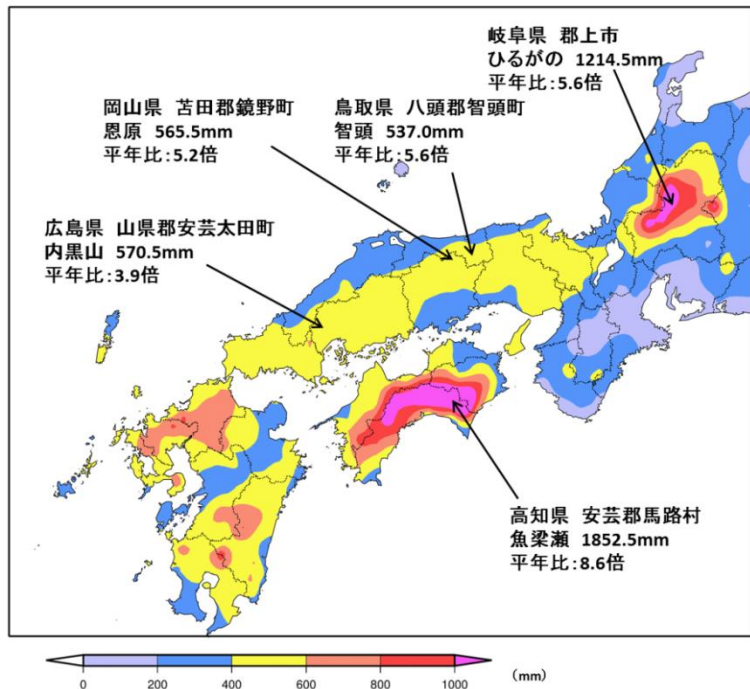 岐阜県 郡上市
ひるがの 1214.5mm
平年比:5.6倍
岡山県 苫田郡鏡野町
恩原 565.5mm
平年比:5.2倍
鳥取県 八頭郡智頭町
智頭 537.0mm
平年比:5.6倍
広島県 山県郡安芸太田町
内黒山 570.5mm
平年比:3.9倍
高知県 安芸郡馬路村
魚梁瀬 1852.5mm
平年比:8.6倍
0 200 400 600 800 1000 (mm)